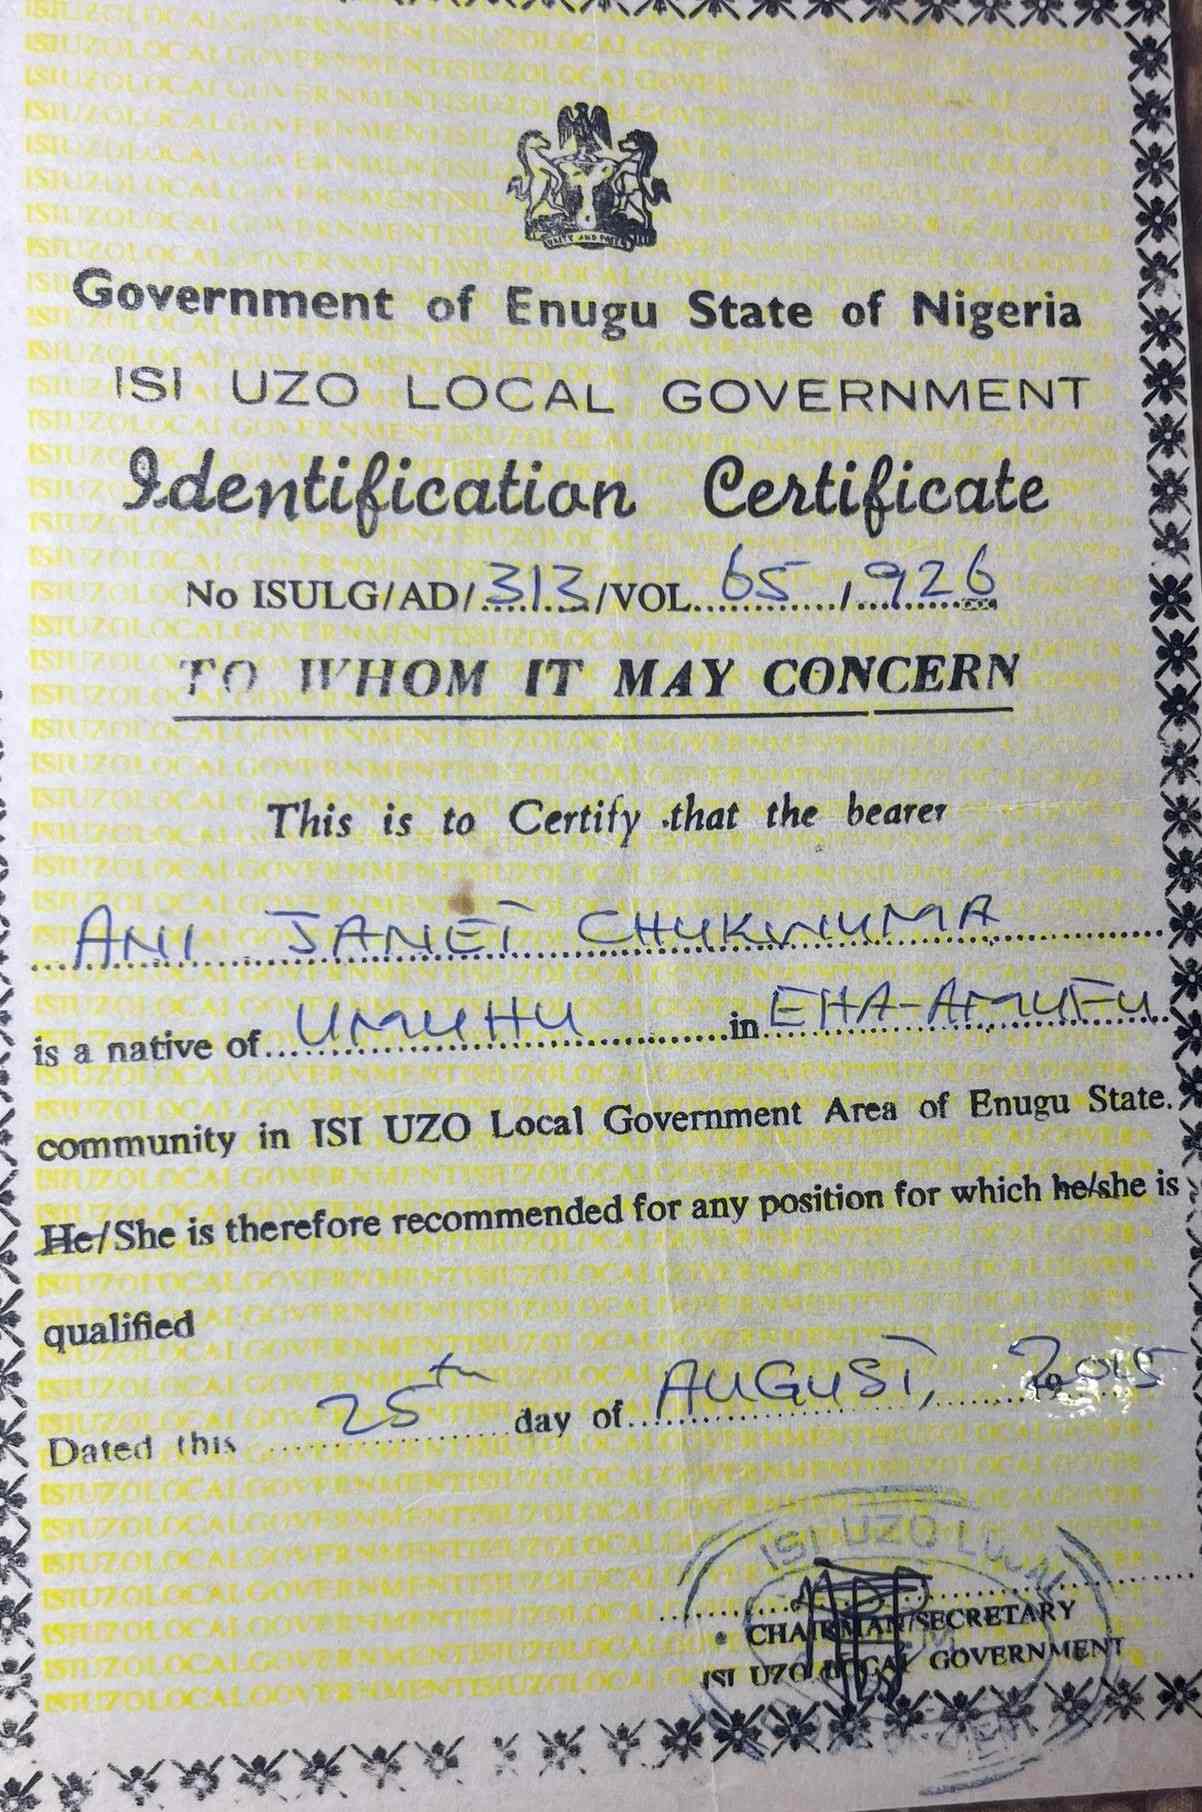 UNITY AND FAITH
Government of Enugu State of Nigeria
ISI UZO LOCAL GOVERNMENT
Identification Certificate
No ISULG/AD/313/VOL 65/926
TO WHOM IT MAY CONCERN
This is to Certify that the bearer
ANI JANET CHUKWUMA
is a native of UMUHU in EHA-AMUFU
community in ISI UZO Local Government Area of Enugu State.
He/She is therefore recommended for any position for which he/she is
qualified
Dated this 25th day of AUGUST, 2015
ISI UZO LOCAL
CHAIRMAN/SECRETARY
ISI UZO LOCAL GOVERNMENT